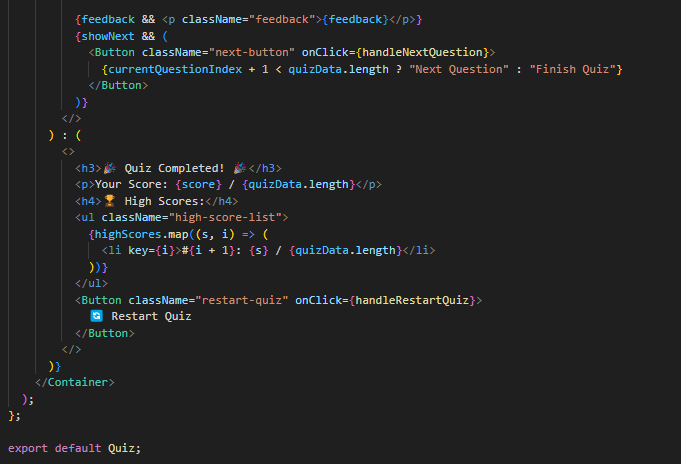 {feedback && <p className="feedback">{feedback}</p>}
{showNext && (
<Button className="next-button" onClick={handleNextQuestion}>
{currentQuestionIndex + 1 < quizData.length ? "Next Question" : "Finish Quiz"}
</Button>
)}
</>
) : (
<>
<h3>🎉 Quiz Completed! 🎉</h3>
<p>Your Score: {score} / {quizData.length}</p>
<h4>🏆 High Scores:</h4>
<ul className="high-score-list">
{highScores.map((s, i) => (
<li key={i}>#{i + 1}: {s} / {quizData.length}</li>
))}
</ul>
<Button className="restart-quiz" onClick={handleRestartQuiz}>
🔄 Restart Quiz
</Button>
</>
)}
</Container>
);
};
export default Quiz;